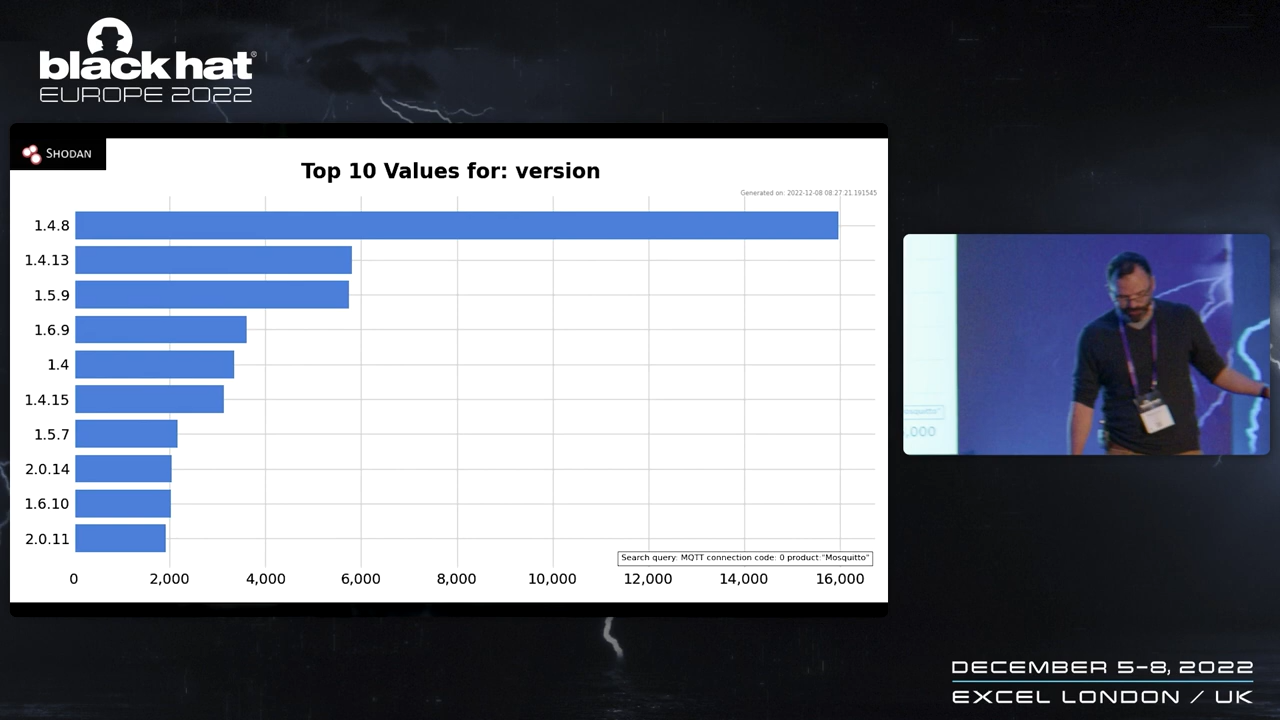 black hat®
EUROPE 2022
SHODAN
Top 10 Values for: version
Generated on: 2022-12-08 08:27:21.191545
1.4.8
1.4.13
1.5.9
1.6.9
1.4
1.4.15
1.5.7
2.0.14
1.6.10
2.0.11
Search query: MQTT connection code: 0 product:"Mosquitto"
0 2,000 4,000 6,000 8,000 10,000 12,000 14,000 16,000
,000
DECEMBER 5-8, 2022
EXCEL LONDON / UK